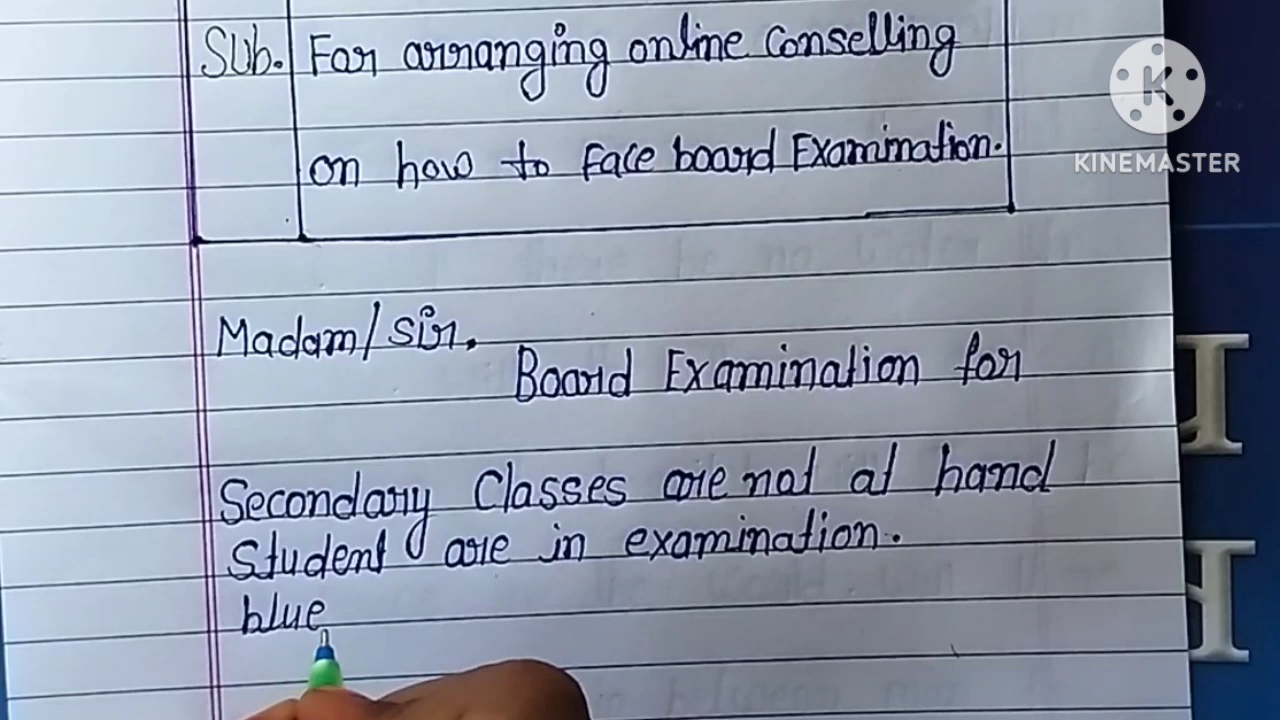 Sub. For arranging online Conselling
on how to Face board Examination.
K
KINEMASTER
Madam/Sir.
Board Examination for
Secondary Classes are not at hand
Student are in examination.
blue